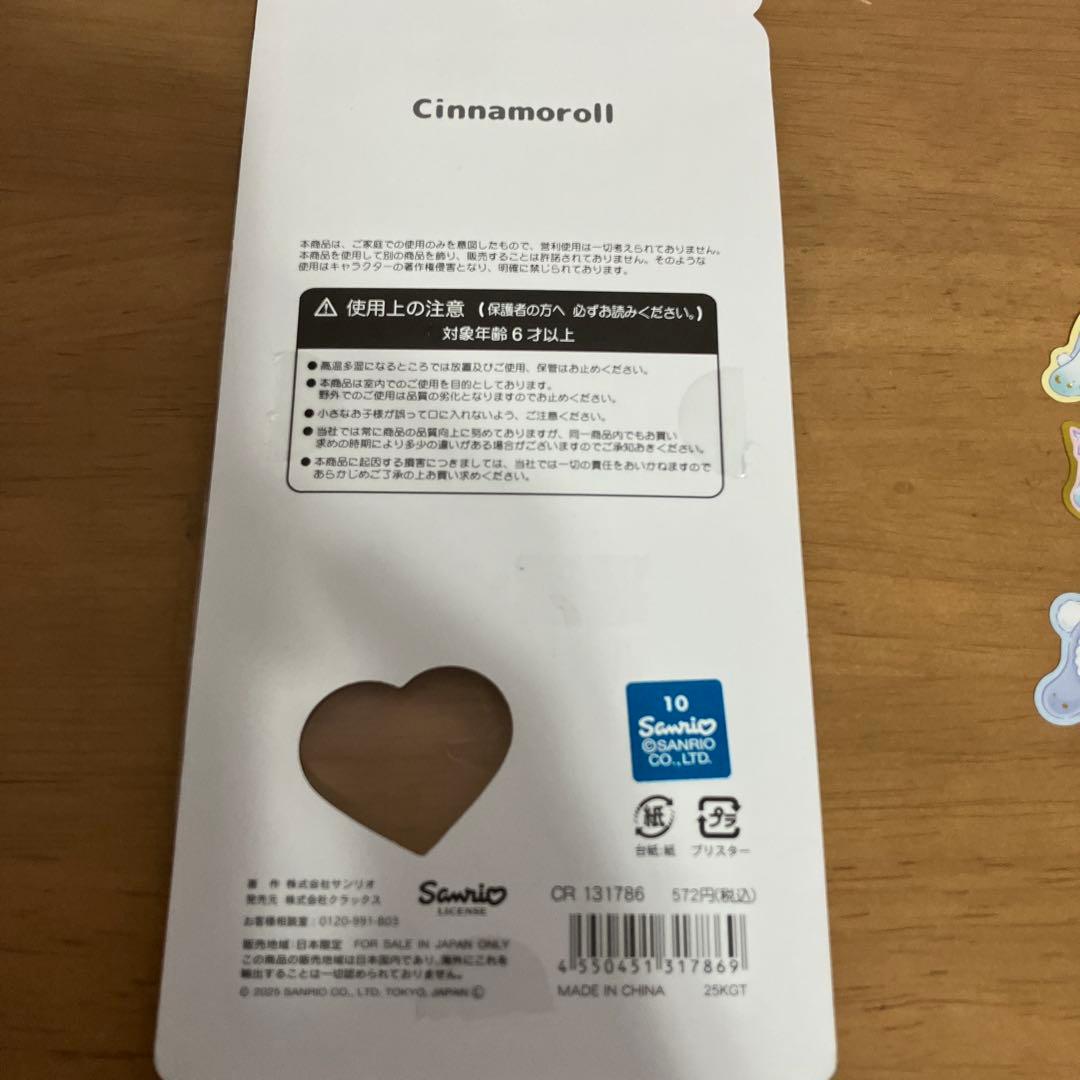 Cinnamoroll
本商品は、ご家庭での使用のみを意図したもので、営利使用は一切考えられておりません。
本商品を使用して別の商品を飾り、販売することは許諾されておりません。そのような
使用はキャラクターの著作権侵害となり、明確に禁じられております。
⚠ 使用上の注意 (保護者の方へ 必ずお読みください。)
対象年齢6才以上
●高温多湿になるところでは放置及びご使用、保管はお止めください。
●本商品は室内でのご使用を目的としております。
野外でのご使用は品質の劣化となりますのでお止めください。
●小さなお子様が誤って口に入れないよう、ご注意ください。
●当社では常に商品の品質向上に努めておりますが、同一商品内でもお買い
求めの時期により多少の違いがある場合がございますのでご承知おきください。
●本商品に起因する損害につきましては、当社では一切の責任をおいかねますので
あらかじめご了承の上お買い求めください。
10
Sanrio
©SANRIO
CO.,LTD.
紙 プラ
台紙:紙 ブリスター
著 作 株式会社サンリオ
発売元 株式会社クラックス
お客様相談室:0120-991-803
Sanrio
LICENSE
販売地域:日本限定 FOR SALE IN JAPAN ONLY
この商品の販売地域は日本国内であり、海外にこれを
輸出することは一切認められておりません。
© 2025 SANRIO CO., LTD. TOKYO, JAPAN Ⓒ
CR 131786 572円(税込)
4 550451 317869
MADE IN CHINA 25KGT